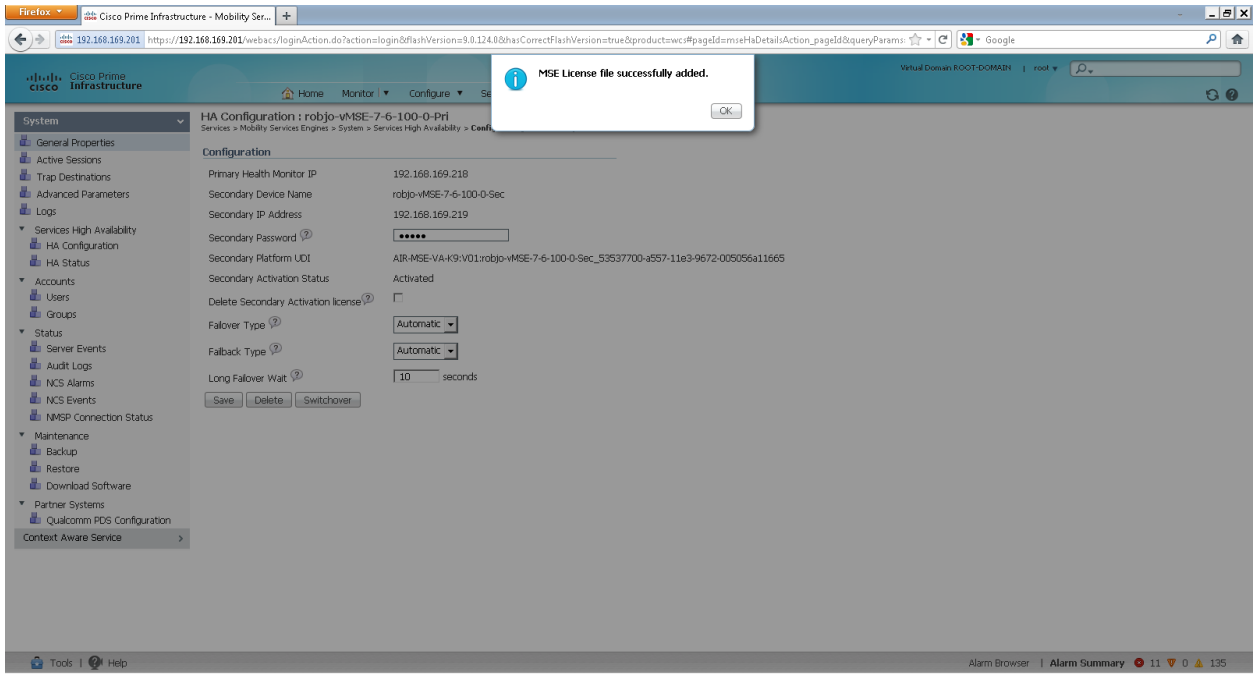 Firefox
Cisco Prime Infrastructure - Mobility Ser...
192.168.169.201 https://192.168.169.201/webacs/loginAction.do?action=login&flashVersion=9.0.124.0&hasCorrectFlashVersion=true&product=wcs#pageId=mseHaDetailsAction_pageId&queryParams:
Google
Cisco Prime
CISCO Infrastructure
Home Monitor Configure Se
Virtual Domain ROOT-DOMAIN | root
MSE License file successfully added.
OK
System
General Properties
Active Sessions
Trap Destinations
Advanced Parameters
Logs
Services High Availability
HA Configuration
HA Status
Accounts
Users
Groups
Status
Server Events
Audit Logs
NCS Alarms
NCS Events
NMSP Connection Status
Maintenance
Backup
Restore
Download Software
Partner Systems
Qualcomm PDS Configuration
Context Aware Service
HA Configuration : robjo-vMSE-7-6-100-0-Pri
Services > Mobility Services Engines > System > Services High Availability > Confi
Configuration
Primary Health Monitor IP 192.168.169.218
Secondary Device Name robjo-vMSE-7-6-100-0-Sec
Secondary IP Address 192.168.169.219
Secondary Password ? •••••
Secondary Platform UDI AIR-MSE-VA-K9:V01:robjo-vMSE-7-6-100-0-Sec_53537700-a557-11e3-9672-005056a11665
Secondary Activation Status Activated
Delete Secondary Activation license ?
Failover Type ? Automatic
Failback Type ? Automatic
Long Failover Wait ? 10 seconds
Save Delete Switchover
Tools | Help
Alarm Browser | Alarm Summary 11 0 135